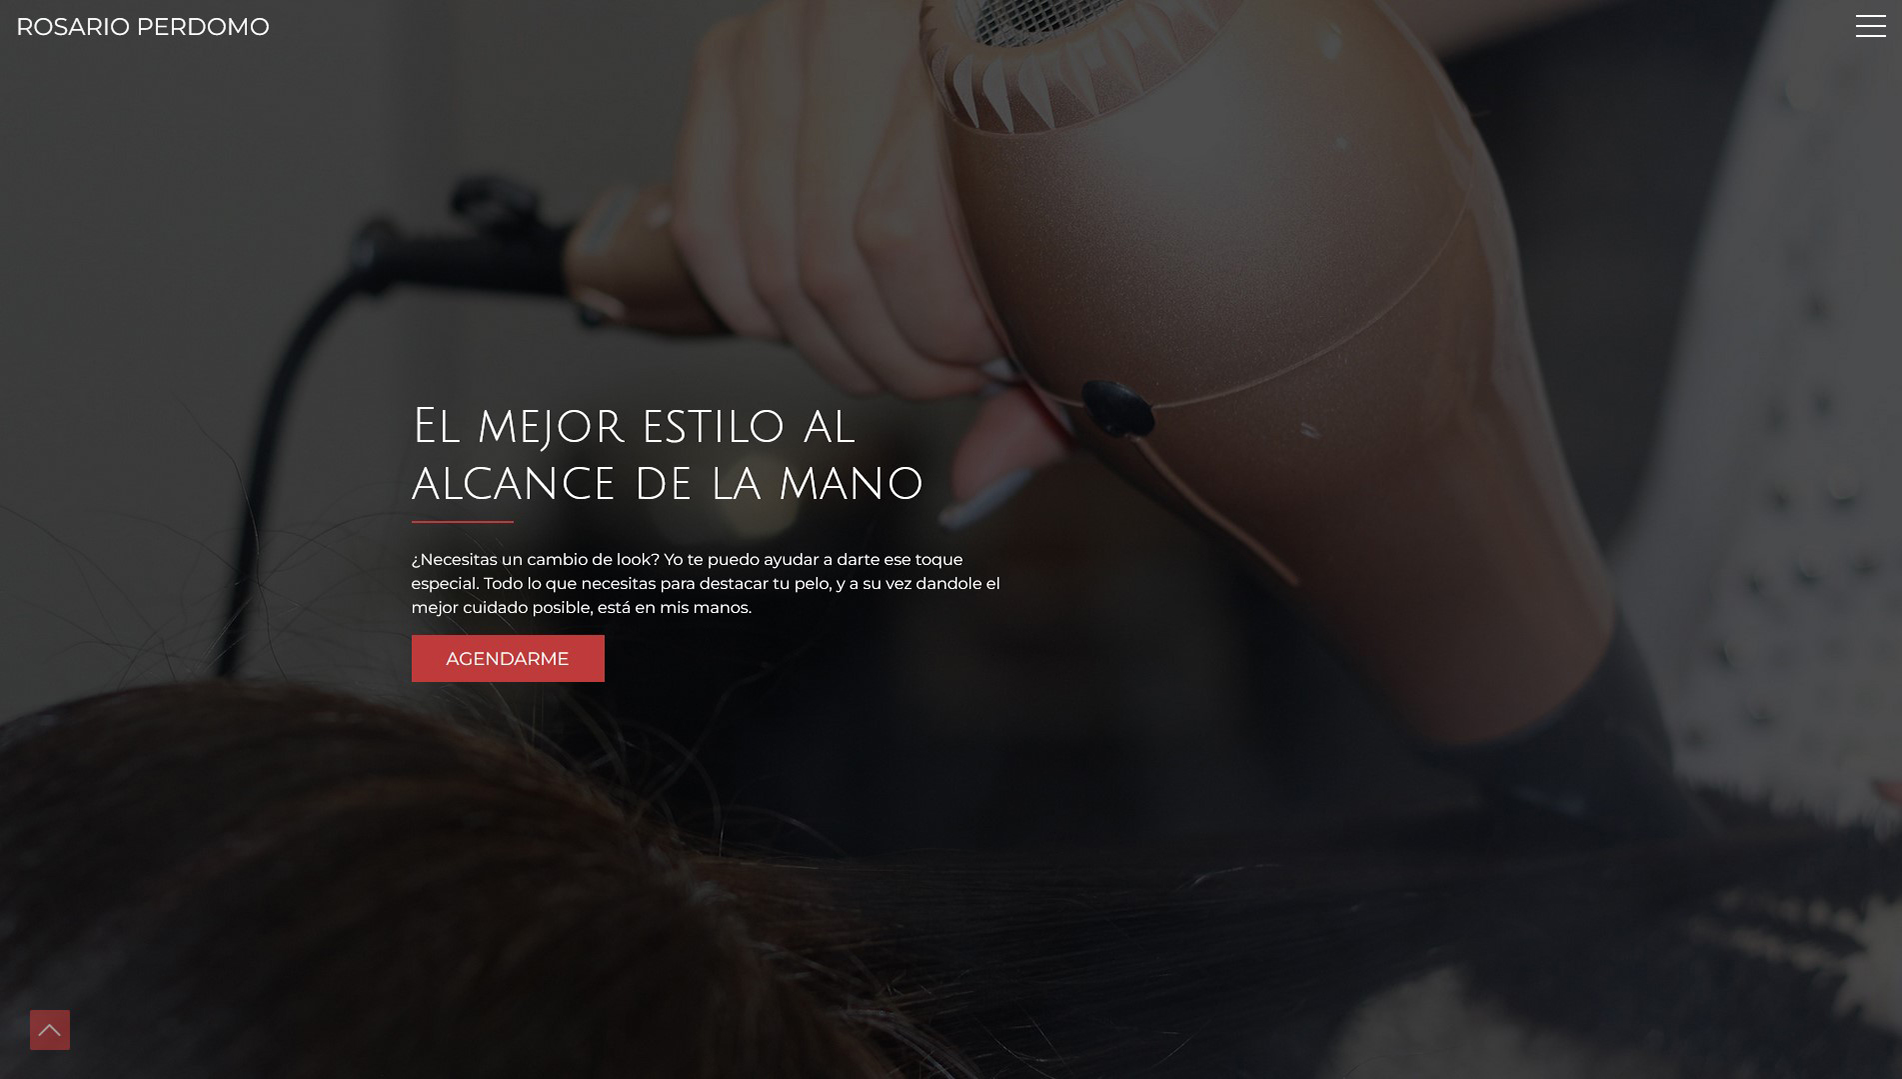 ROSARIO PERDOMO
El mejor estilo al
alcance de la mano
¿Necesitas un cambio de look? Yo te puedo ayudar a darte ese toque
especial. Todo lo que necesitas para destacar tu pelo, y a su vez dandole el
mejor cuidado posible, está en mis manos.
AGENDARME